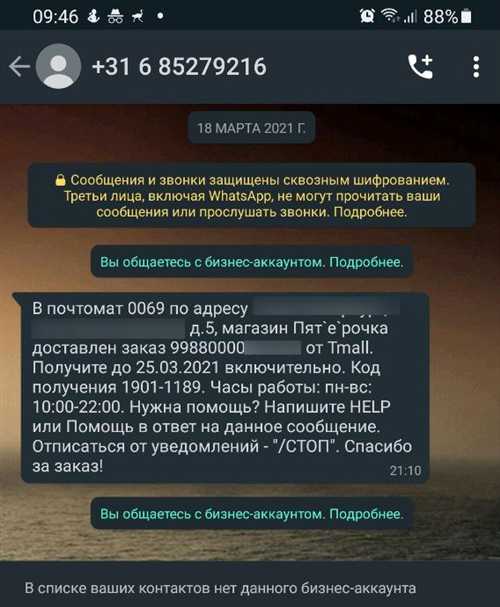 09:46
88%
+31 6 85279216
18 МАРТА 2021 Г.
Сообщения и звонки защищены сквозным шифрованием.
Третьи лица, включая WhatsApp, не могут прочитать ваши
сообщения или прослушать звонки. Подробнее.
Вы общаетесь с бизнес-аккаунтом. Подробнее.
В почтомат 0069 по адресу
д.5, магазин Пят`е`рочка
доставлен заказ 99880000 от Tmall.
Получите до 25.03.2021 включительно. Код
получения 1901-1189. Часы работы: пн-вс:
10:00-22:00. Нужна помощь? Напишите HELP
или Помощь в ответ на данное сообщение.
Отписаться от уведомлений - "/СТОП". Спасибо
за заказ!
21:10
Вы общаетесь с бизнес-аккаунтом. Подробнее.
В списке ваших контактов нет данного бизнес-аккаунта